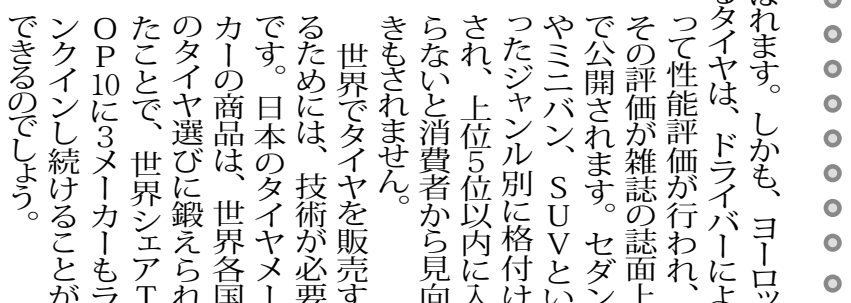 ばれます。しかも、ヨーロッ
るタイヤは、ドライバーによ
って性能評価が行われ、
その評価が雑誌の誌面上
で公開されます。セダン
やミニバン、SUVとい
ったジャンル別に格付け
され、上位5位以内に入
らないと消費者から見向
きもされません。
世界でタイヤを販売す
るためには、技術が必要
です。日本のタイヤメー
カーの商品は、世界各国
のタイヤ選びに鍛えられ
たことで、世界シェアT
OP10に3メーカーもラ
ンクインし続けることが
できるのでしょう。